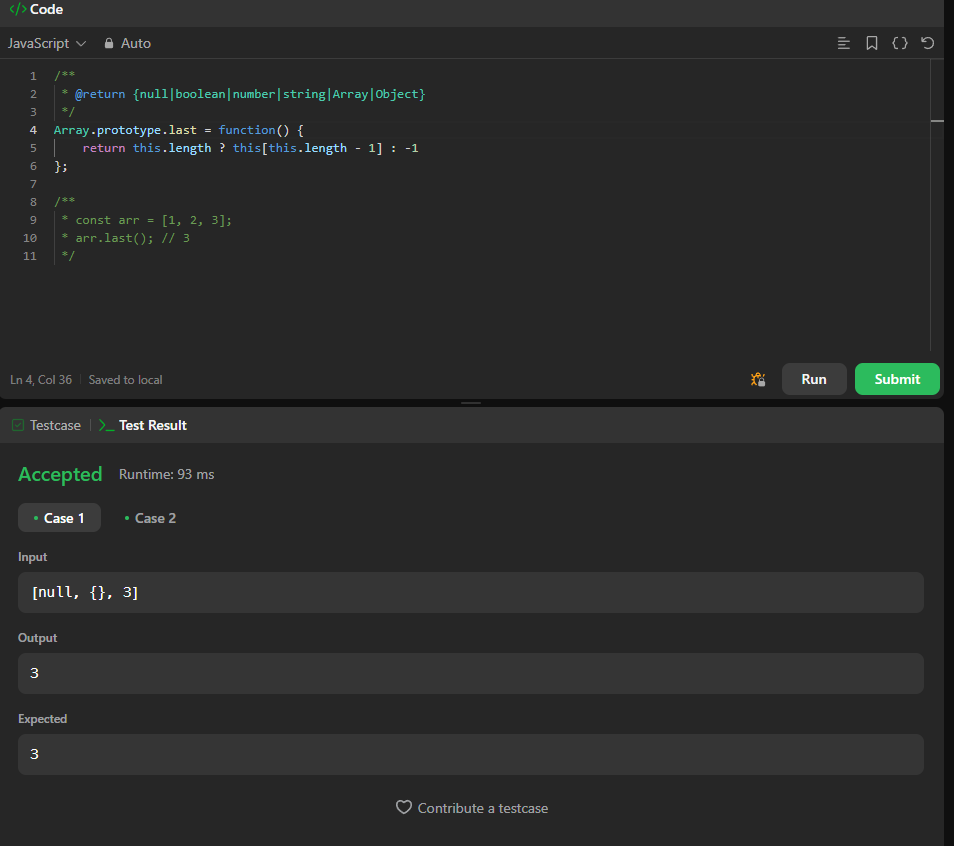 </> Code
JavaScript Auto
1 /**
2 * @return {null|boolean|number|string|Array|Object}
3 */
4 Array.prototype.last = function() {
5 return this.length ? this[this.length - 1] : -1
6 };
7
8 /**
9 * const arr = [1, 2, 3];
10 * arr.last(); // 3
11 */
Ln 4, Col 36 | Saved to local Run Submit
Testcase | >_ Test Result
Accepted Runtime: 93 ms
• Case 1 • Case 2
Input
[null, {}, 3]
Output
3
Expected
3
Contribute a testcase